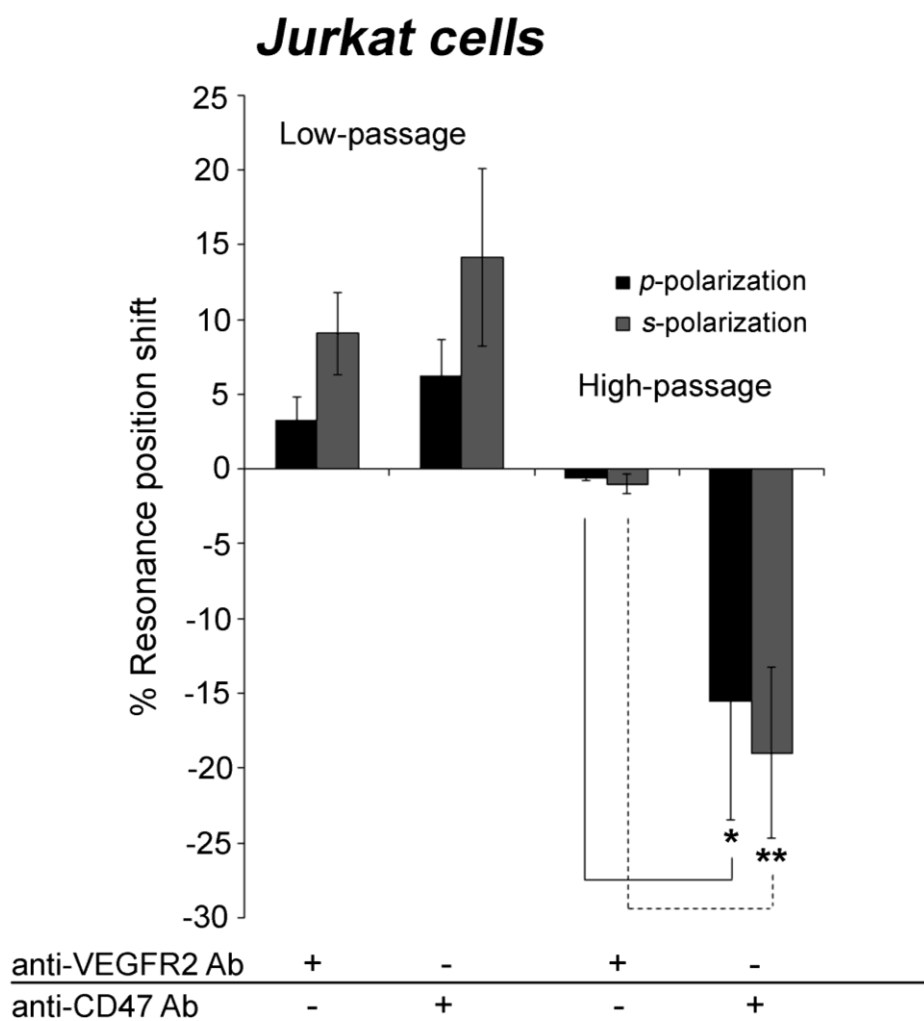 Jurkat cells
25
Low-passage
20
15
p-polarization
s-polarization
10
High-passage
5
0
-5
-10
-15
-20
-25
-30
% Resonance position shift
*
**
anti-VEGFR2 Ab + - + -
anti-CD47 Ab - + - +